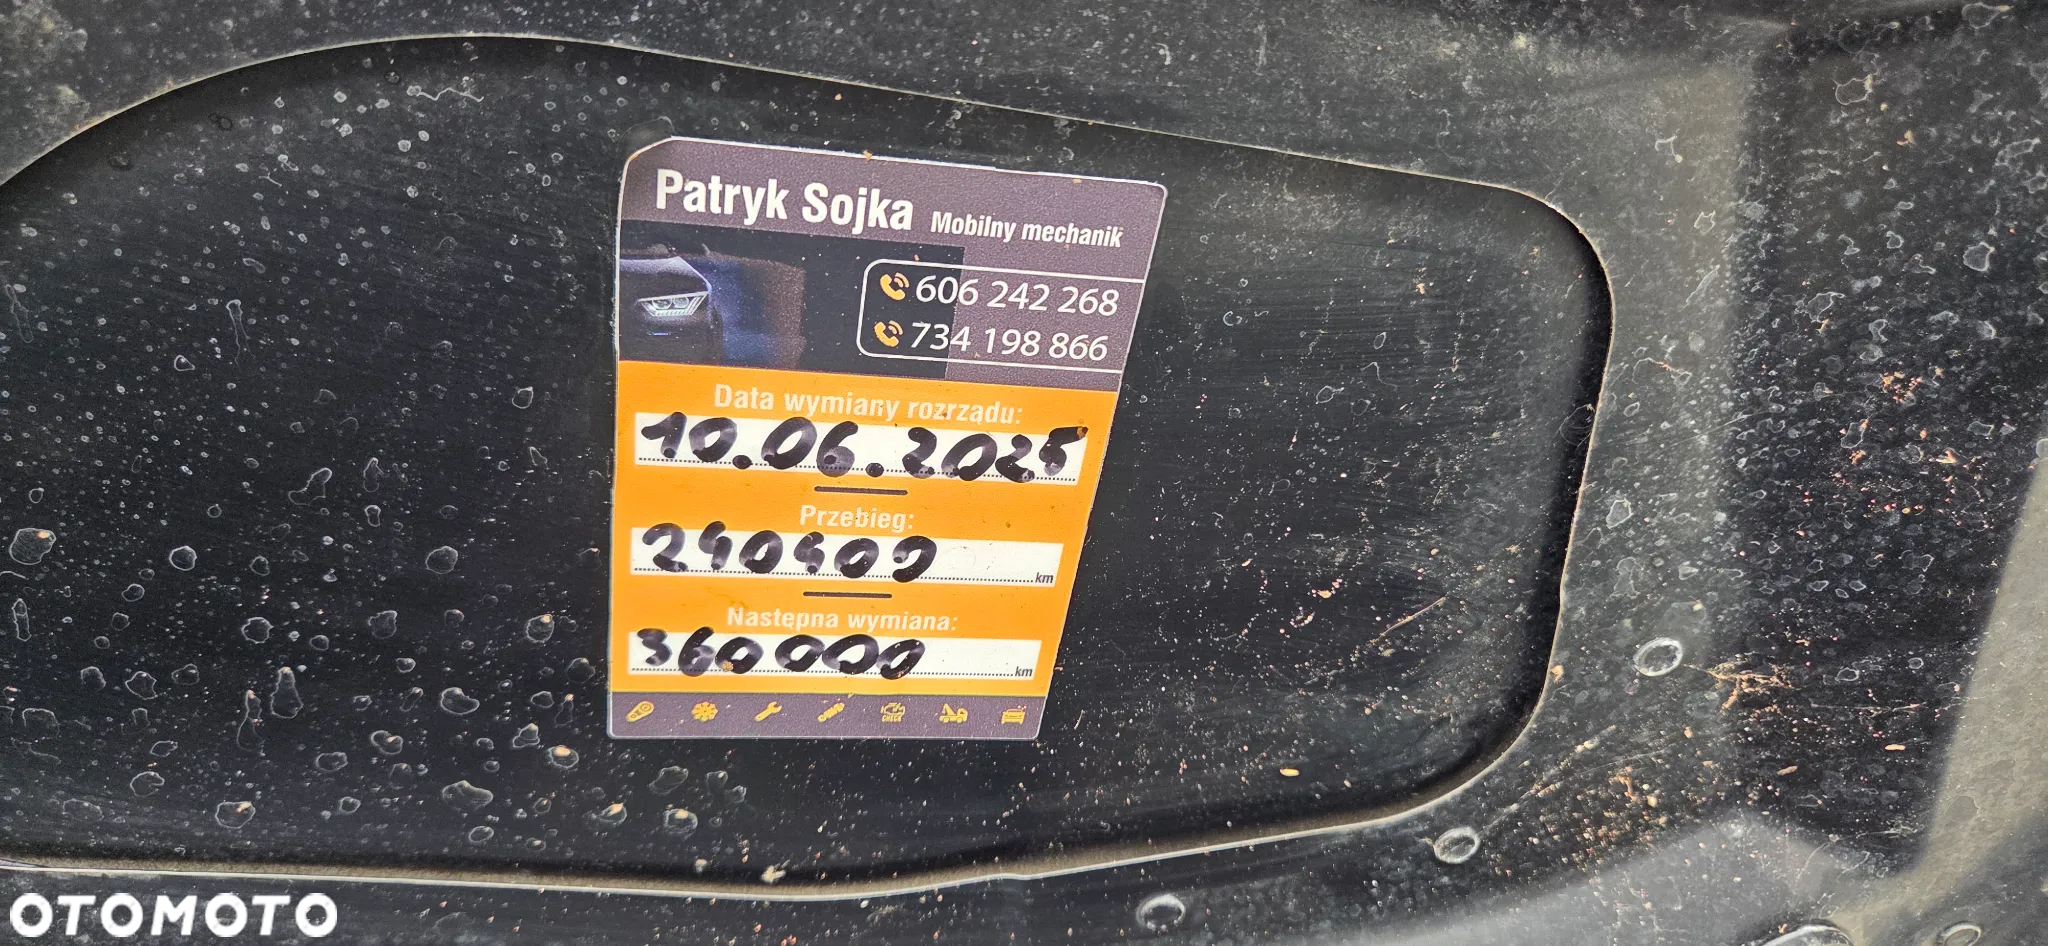 Patryk Sojka Mobilny mechanik
606 242 268
734 198 866
Data wymiany rozrządu:
10.06.2025
Przebieg:
240400 km
Następna wymiana:
360000 km
CHECK
OTOMOTO